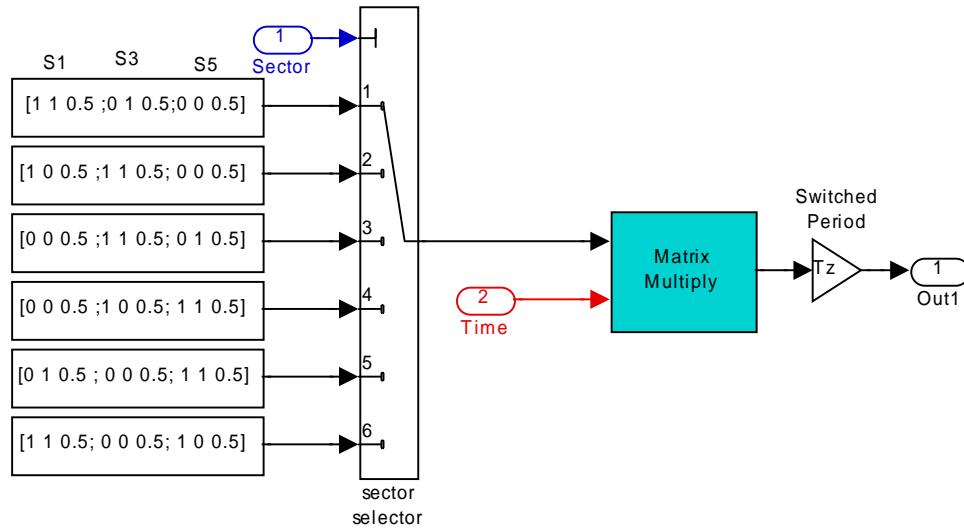 1
Sector
S1 S3 S5
[1 1 0.5 ;0 1 0.5;0 0 0.5]
1
[1 0 0.5 ;1 1 0.5; 0 0 0.5]
2
[0 0 0.5 ;1 1 0.5; 0 1 0.5]
3
[0 0 0.5 ;1 0 0.5; 1 1 0.5]
4
[0 1 0.5 ; 0 0 0.5; 1 1 0.5]
5
[1 1 0.5; 0 0 0.5; 1 0 0.5]
6
sector
selector
2
Time
Matrix
Multiply
Switched
Period
Tz
1
Out1